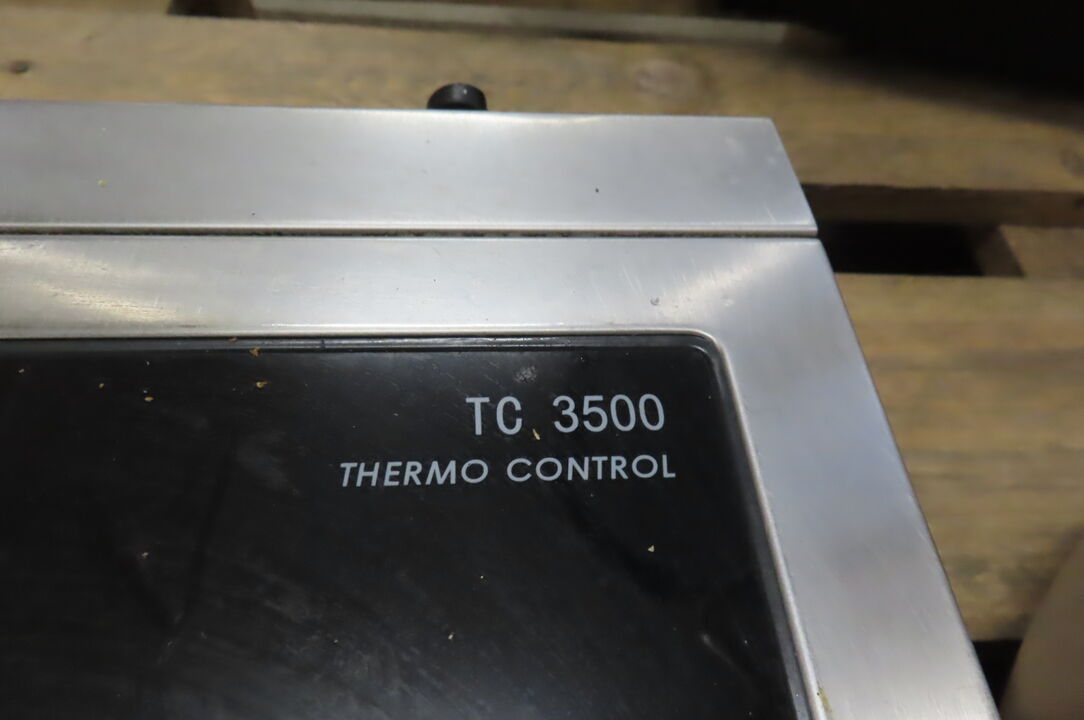 TC 3500
THERMO CONTROL